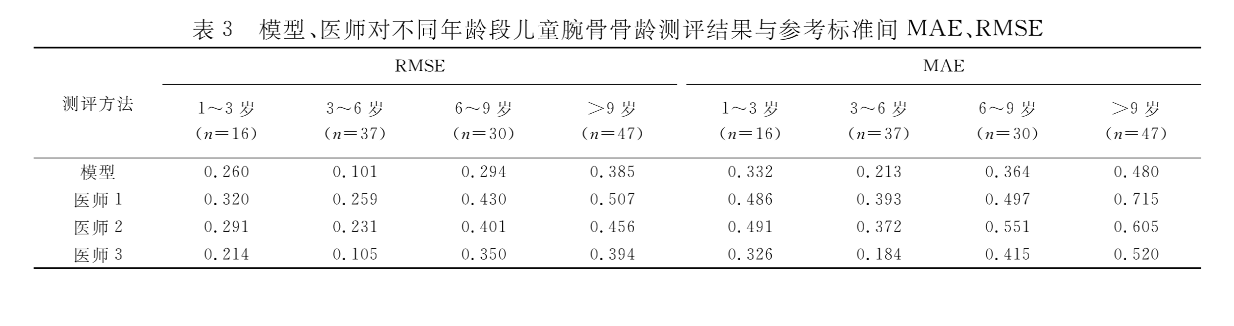 表 3　模型、医师对不同年龄段儿童腕骨骨龄测评结果与参考标准间 MAE、RMSE
测评方法 RMSE MAE
1～3 岁 3～6 岁 6～9 岁 ＞9 岁 1～3 岁 3～6 岁 6～9 岁 ＞9 岁
(n=16) (n=37) (n=30) (n=47) (n=16) (n=37) (n=30) (n=47)
模型 0.260 0.101 0.294 0.385 0.332 0.213 0.364 0.480
医师 1 0.320 0.259 0.430 0.507 0.486 0.393 0.497 0.715
医师 2 0.291 0.231 0.401 0.456 0.491 0.372 0.551 0.605
医师 3 0.214 0.105 0.350 0.394 0.326 0.184 0.415 0.520